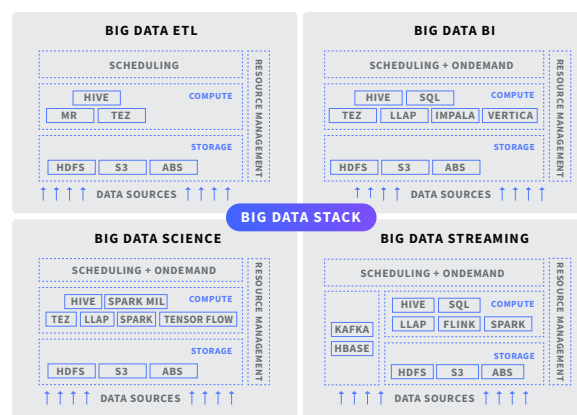 BIG DATA ETL
SCHEDULING
RESOURCE MANAGEMENT
HIVE
COMPUTE
MR
TEZ
STORAGE
HDFS
S3
ABS
DATA SOURCES
BIG DATA BI
SCHEDULING + ONDEMAND
RESOURCE MANAGEMENT
HIVE
SQL
COMPUTE
TEZ
LLAP
IMPALA
VERTICA
STORAGE
HDFS
S3
ABS
DATA SOURCES
BIG DATA STACK
BIG DATA SCIENCE
SCHEDULING + ONDEMAND
RESOURCE MANAGEMENT
HIVE
SPARK MIL
COMPUTE
TEZ
LLAP
SPARK
TENSOR FLOW
STORAGE
HDFS
S3
ABS
DATA SOURCES
BIG DATA STREAMING
SCHEDULING + ONDEMAND
RESOURCE MANAGEMENT
KAFKA
HBASE
HIVE
SQL
COMPUTE
LLAP
FLINK
SPARK
STORAGE
HDFS
S3
ABS
DATA SOURCES